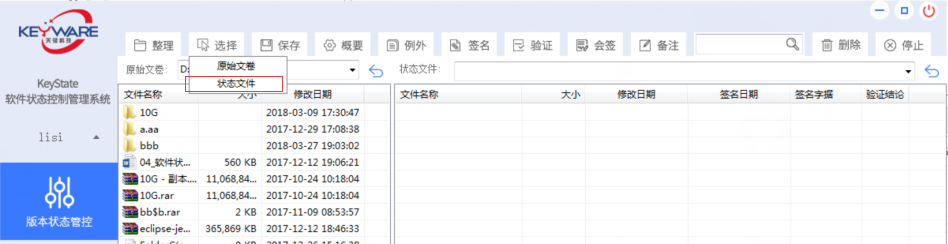 KEYWARE
天健科技
KeyState
软件状态控制管理系统
lisi
版本状态管控
整理 选择 保存 概要 例外 签名 验证 会签 备注 删除 停止
原始文卷: D:
原始文卷
状态文件
状态文件:
文件名称 大小 修改日期
10G 2018-03-09 17:30:47
a.aa 2017-12-29 17:08:38
bbb 2018-03-27 19:03:02
04_软件状... 560 KB 2017-12-12 19:06:21
10G - 副本.... 11,068,84... 2017-10-24 10:18:04
10G.rar 11,068,84... 2017-10-24 10:18:04
bb$b.rar 2 KB 2017-11-09 08:53:57
eclipse-je... 365,869 KB 2017-12-12 18:46:33
文件名称 大小 修改日期 签名日期 签名字据 验证结论